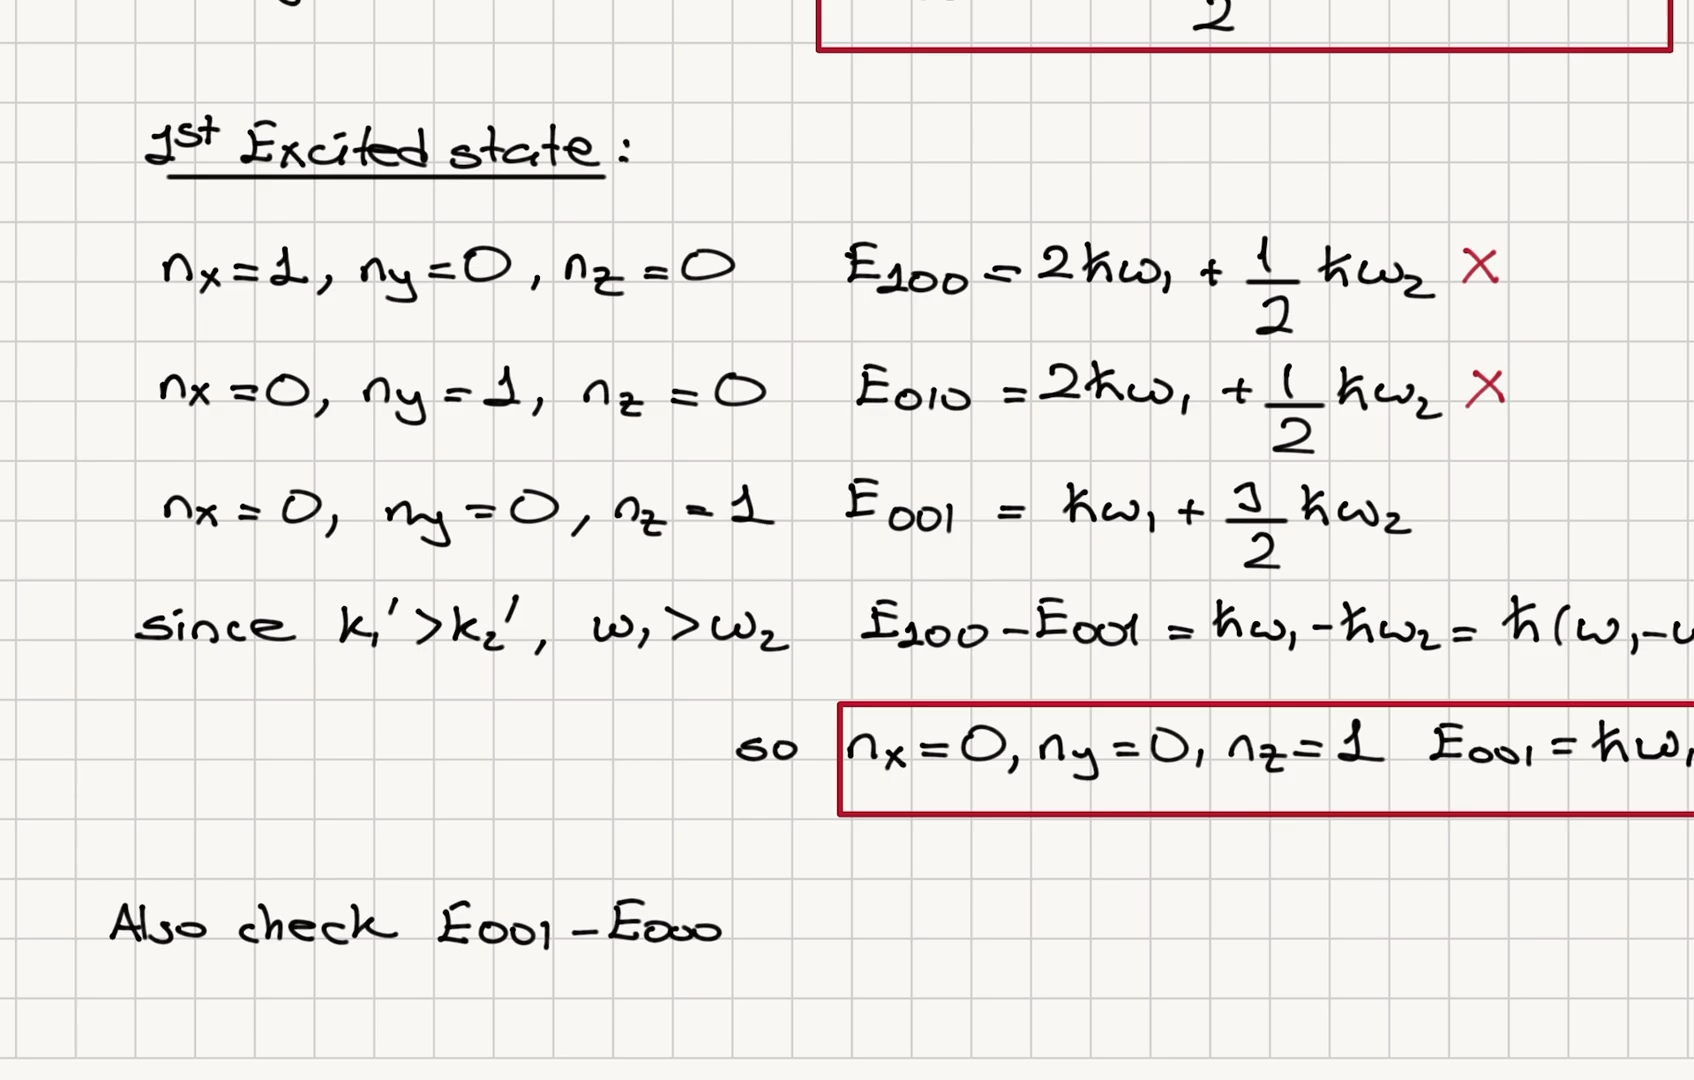 2
1st Excited state:
nx=1, ny=0, nz=0 E100 = 2ħω1 + 1/2 ħω2 ×
nx=0, ny=1, nz=0 E010 = 2ħω1 + 1/2 ħω2 ×
nx=0, ny=0, nz=1 E001 = ħω1 + 3/2 ħω2
since k1'>k2', ω1>ω2 E100-E001 = ħω1-ħω2 = ħ(ω1-
so nx=0, ny=0, nz=1 E001 = ħω1
Also check E001-E000